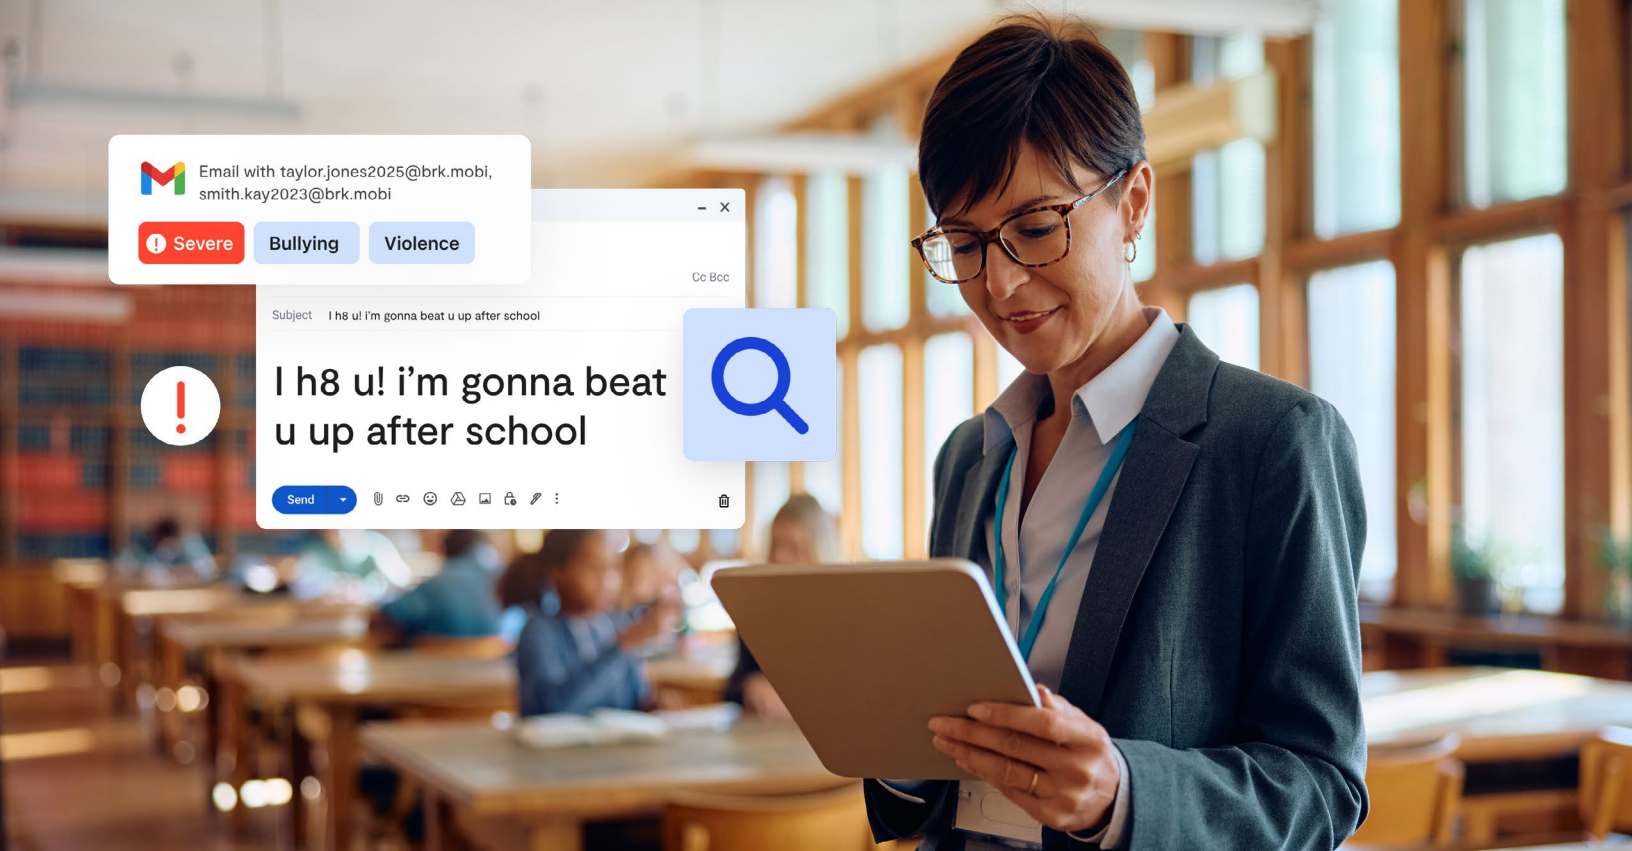 Email with taylor.jones2025@brk.mobi,
smith.kay2023@brk.mobi
! Severe Bullying Violence
– X
Cc Bcc
Subject I h8 u! i'm gonna beat u up after school
I h8 u! i’m gonna beat
u up after school
!
Send